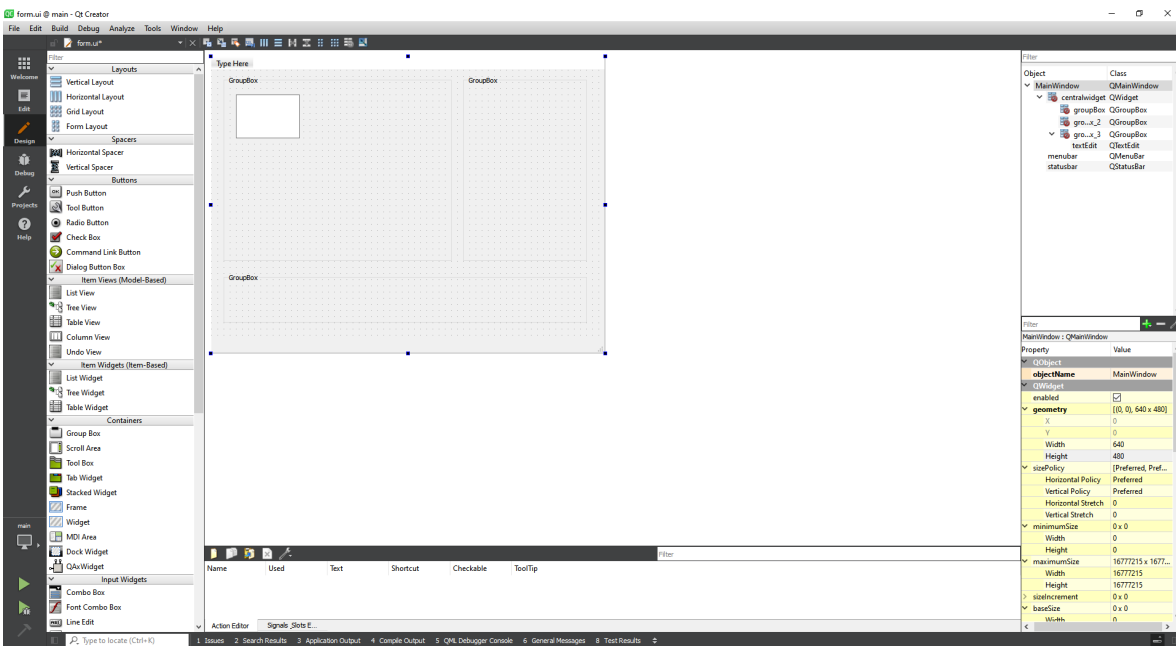 form.ui @ main - Qt Creator
File Edit Build Debug Analyze Tools Window Help
form.ui*
Welcome
Edit
Design
Debug
Projects
Help
main
Filter
Layouts
Vertical Layout
Horizontal Layout
Grid Layout
Form Layout
Spacers
Horizontal Spacer
Vertical Spacer
Buttons
Push Button
Tool Button
Radio Button
Check Box
Command Link Button
Dialog Button Box
Item Views (Model-Based)
List View
Tree View
Table View
Column View
Undo View
Item Widgets (Item-Based)
List Widget
Tree Widget
Table Widget
Containers
Group Box
Scroll Area
Tool Box
Tab Widget
Stacked Widget
Frame
Widget
MDI Area
Dock Widget
QAxWidget
Input Widgets
Combo Box
Font Combo Box
Line Edit
Type Here
GroupBox GroupBox
GroupBox
Filter
Name Used Text Shortcut Checkable ToolTip
Action Editor Signals _Slots E...
Filter
Object Class
MainWindow QMainWindow
centralwidget QWidget
groupBox QGroupBox
gro...x_2 QGroupBox
gro...x_3 QGroupBox
textEdit QTextEdit
menubar QMenuBar
statusbar QStatusBar
Filter
MainWindow : QMainWindow
Property Value
QObject
objectName MainWindow
QWidget
enabled
geometry [(0, 0), 640 x 480]
X 0
Y 0
Width 640
Height 480
sizePolicy [Preferred, Pref...
Horizontal Policy Preferred
Vertical Policy Preferred
Horizontal Stretch 0
Vertical Stretch 0
minimumSize 0 x 0
Width 0
Height 0
maximumSize 16777215 x 1677...
Width 16777215
Height 16777215
sizeIncrement 0 x 0
baseSize 0 x 0
Width 0
Type to locate (Ctrl+K) 1 Issues 2 Search Results 3 Application Output 4 Compile Output 5 QML Debugger Console 6 General Messages 8 Test Results